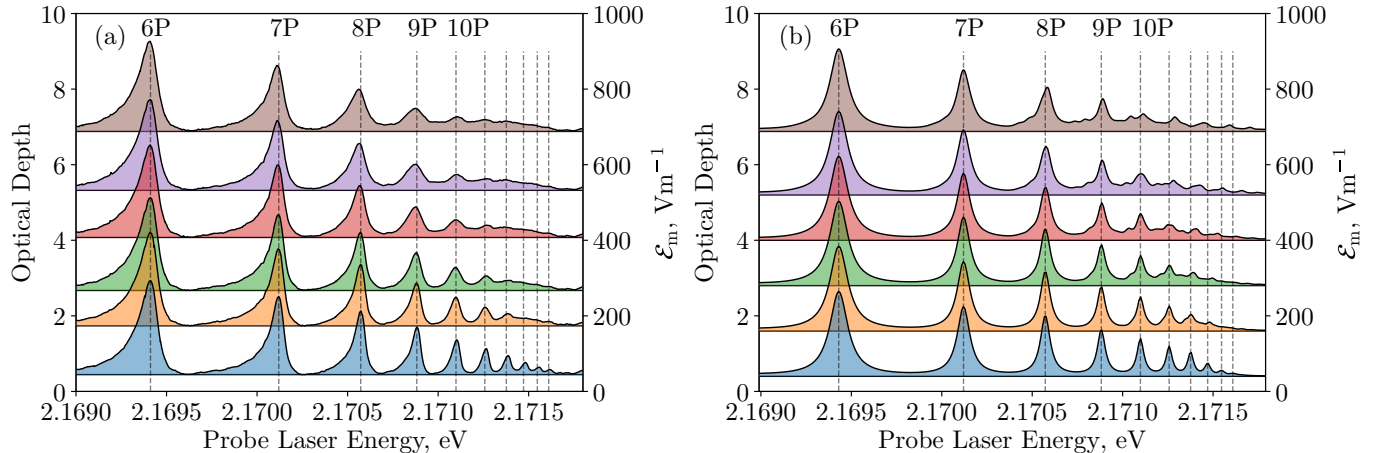 (a) 6P 7P 8P 9P 10P
10
8
6
4
2
0
Optical Depth
1000
800
600
400
200
0
ℰm, Vm−1
2.1690 2.1695 2.1700 2.1705 2.1710 2.1715
Probe Laser Energy, eV
(b) 6P 7P 8P 9P 10P
10
8
6
4
2
0
Optical Depth
1000
800
600
400
200
0
ℰm, Vm−1
2.1690 2.1695 2.1700 2.1705 2.1710 2.1715
Probe Laser Energy, eV